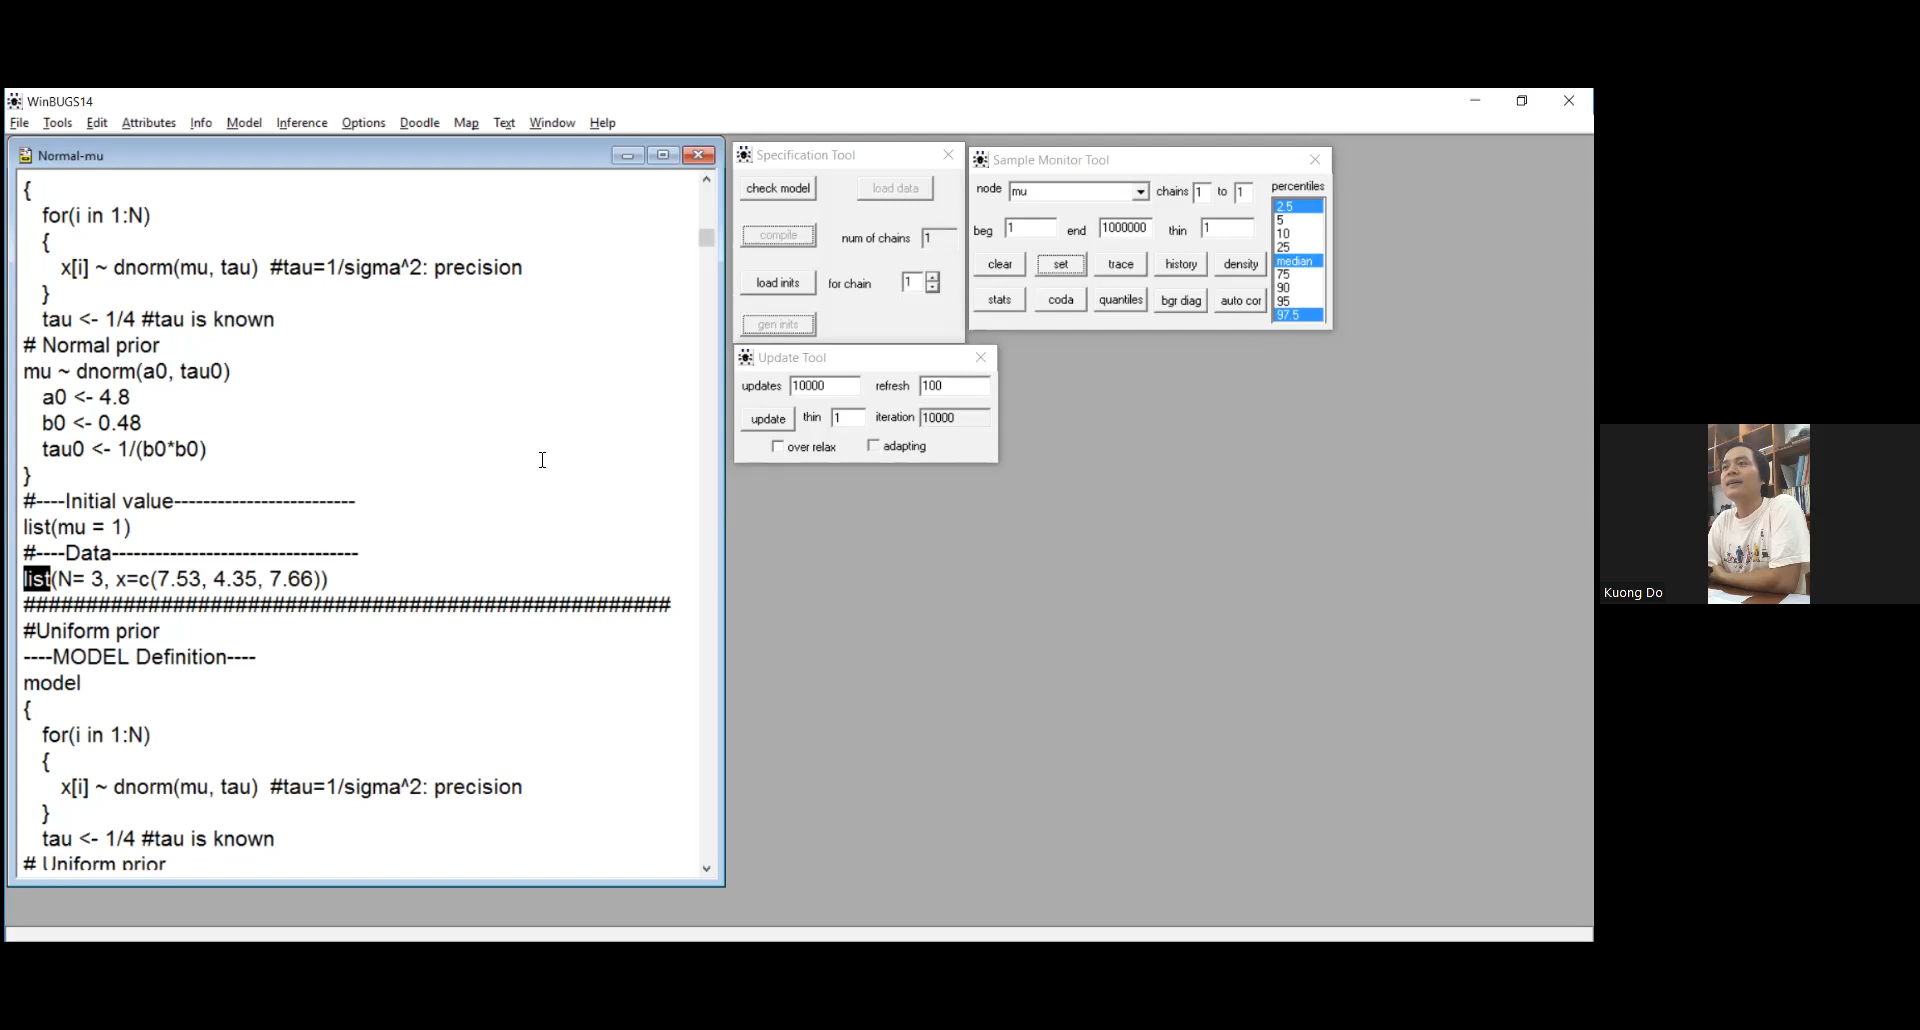 WinBUGS14
File Tools Edit Attributes Info Model Inference Options Doodle Map Text Window Help
Normal-mu
{
for(i in 1:N)
{
x[i] ~ dnorm(mu, tau) #tau=1/sigma^2: precision
}
tau <- 1/4 #tau is known
# Normal prior
mu ~ dnorm(a0, tau0)
a0 <- 4.8
b0 <- 0.48
tau0 <- 1/(b0*b0)
}
#----Initial value-------------------------
list(mu = 1)
#----Data----------------------------------
list(N= 3, x=c(7.53, 4.35, 7.66))
######################################################
#Uniform prior
----MODEL Definition----
model
{
for(i in 1:N)
{
x[i] ~ dnorm(mu, tau) #tau=1/sigma^2: precision
}
tau <- 1/4 #tau is known
# Uniform prior
Specification Tool
check model load data
compile num of chains 1
load inits for chain 1
gen inits
Sample Monitor Tool
node mu chains 1 to 1 percentiles
beg 1 end 1000000 thin 1
clear set trace history density
stats coda quantiles bgr diag auto cor
2.5
5
10
25
median
75
90
95
97.5
Update Tool
updates 10000 refresh 100
update thin 1 iteration 10000
over relax adapting
Kuong Do